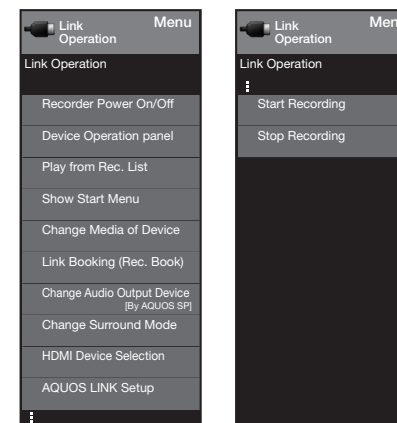 Link
Operation
Menu
Link Operation
Recorder Power On/Off
Device Operation panel
Play from Rec. List
Show Start Menu
Change Media of Device
Link Booking (Rec. Book)
Change Audio Output Device
[By AQUOS SP]
Change Surround Mode
HDMI Device Selection
AQUOS LINK Setup
Link
Operation
Men
Link Operation
Start Recording
Stop Recording